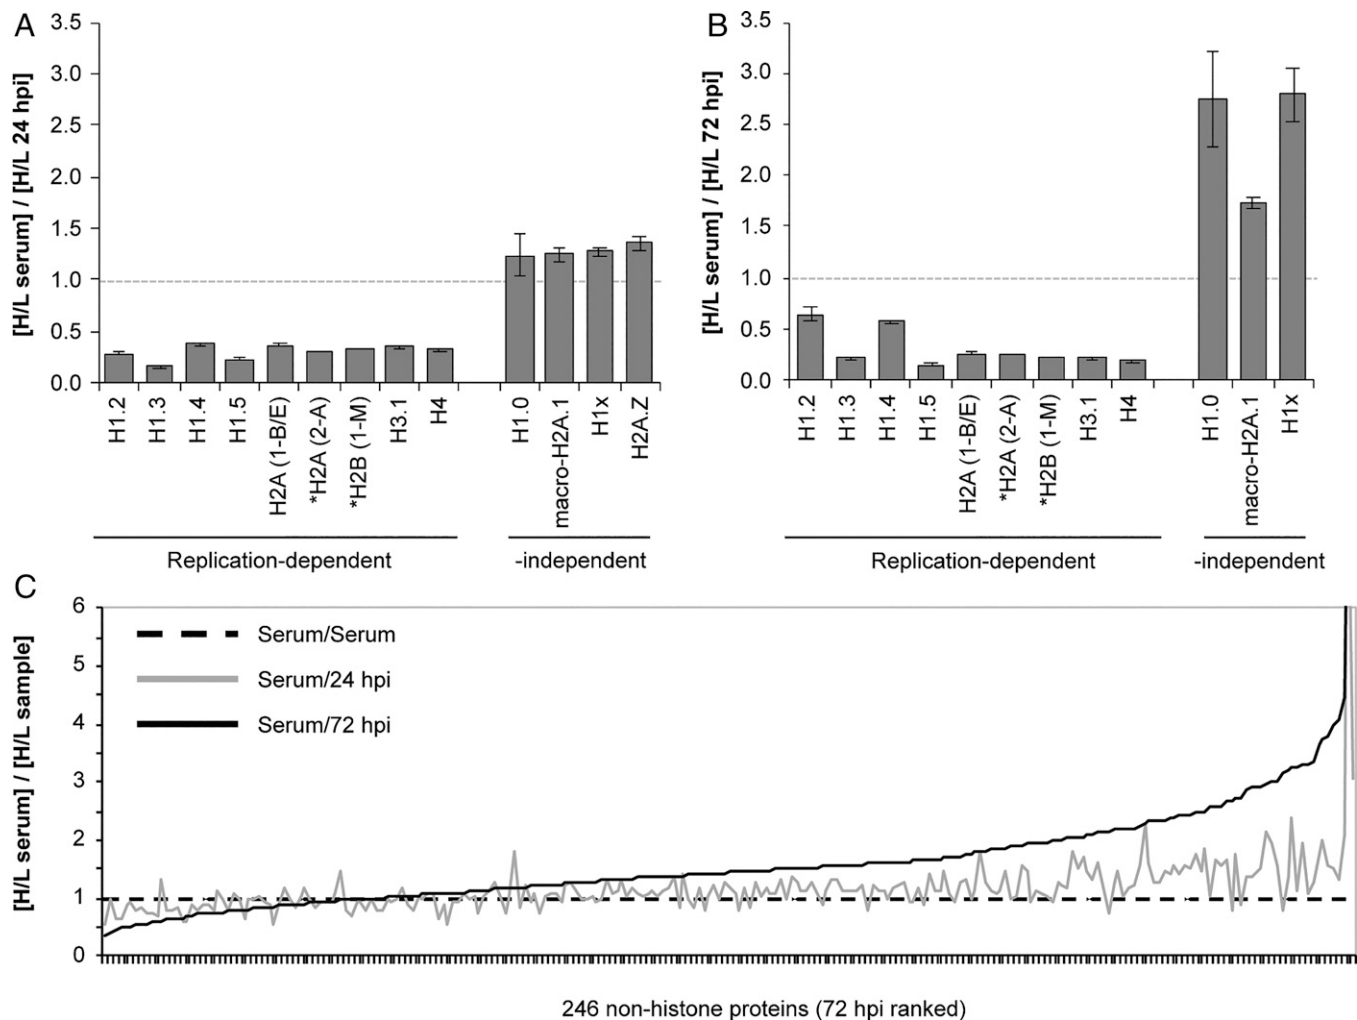 A
[H/L serum] / [H/L 24 hpi]
3.5
3.0
2.5
2.0
1.5
1.0
0.5
0.0
H1.2
H1.3
H1.4
H1.5
H2A (1-B/E)
*H2A (2-A)
*H2B (1-M)
H3.1
H4
H1.0
macro-H2A.1
H1x
H2A.Z
Replication-dependent
-independent
B
[H/L serum] / [H/L 72 hpi]
3.5
3.0
2.5
2.0
1.5
1.0
0.5
0.0
H1.2
H1.3
H1.4
H1.5
H2A (1-B/E)
*H2A (2-A)
*H2B (1-M)
H3.1
H4
H1.0
macro-H2A.1
H1x
Replication-dependent
-independent
C
[H/L serum] / [H/L sample]
6
5
4
3
2
1
0
Serum/Serum
Serum/24 hpi
Serum/72 hpi
246 non-histone proteins (72 hpi ranked)